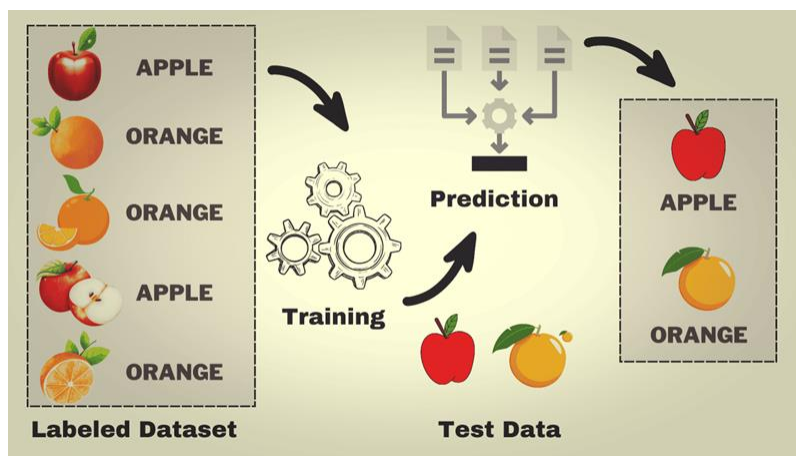 APPLE
ORANGE
ORANGE
APPLE
ORANGE
Labeled Dataset
Training
Prediction
Test Data
APPLE
ORANGE